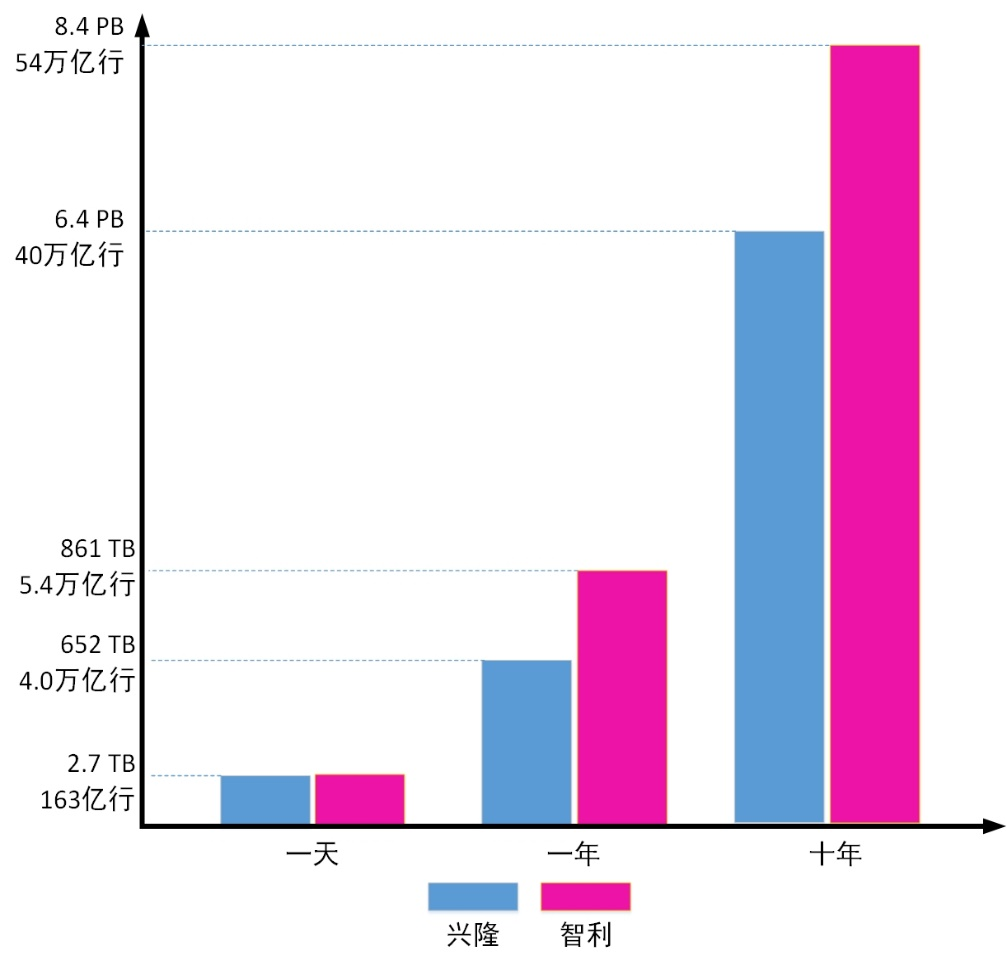 8.4 PB
54万亿行
6.4 PB
40万亿行
861 TB
5.4万亿行
652 TB
4.0万亿行
2.7 TB
163亿行
一天
一年
十年
兴隆
智利